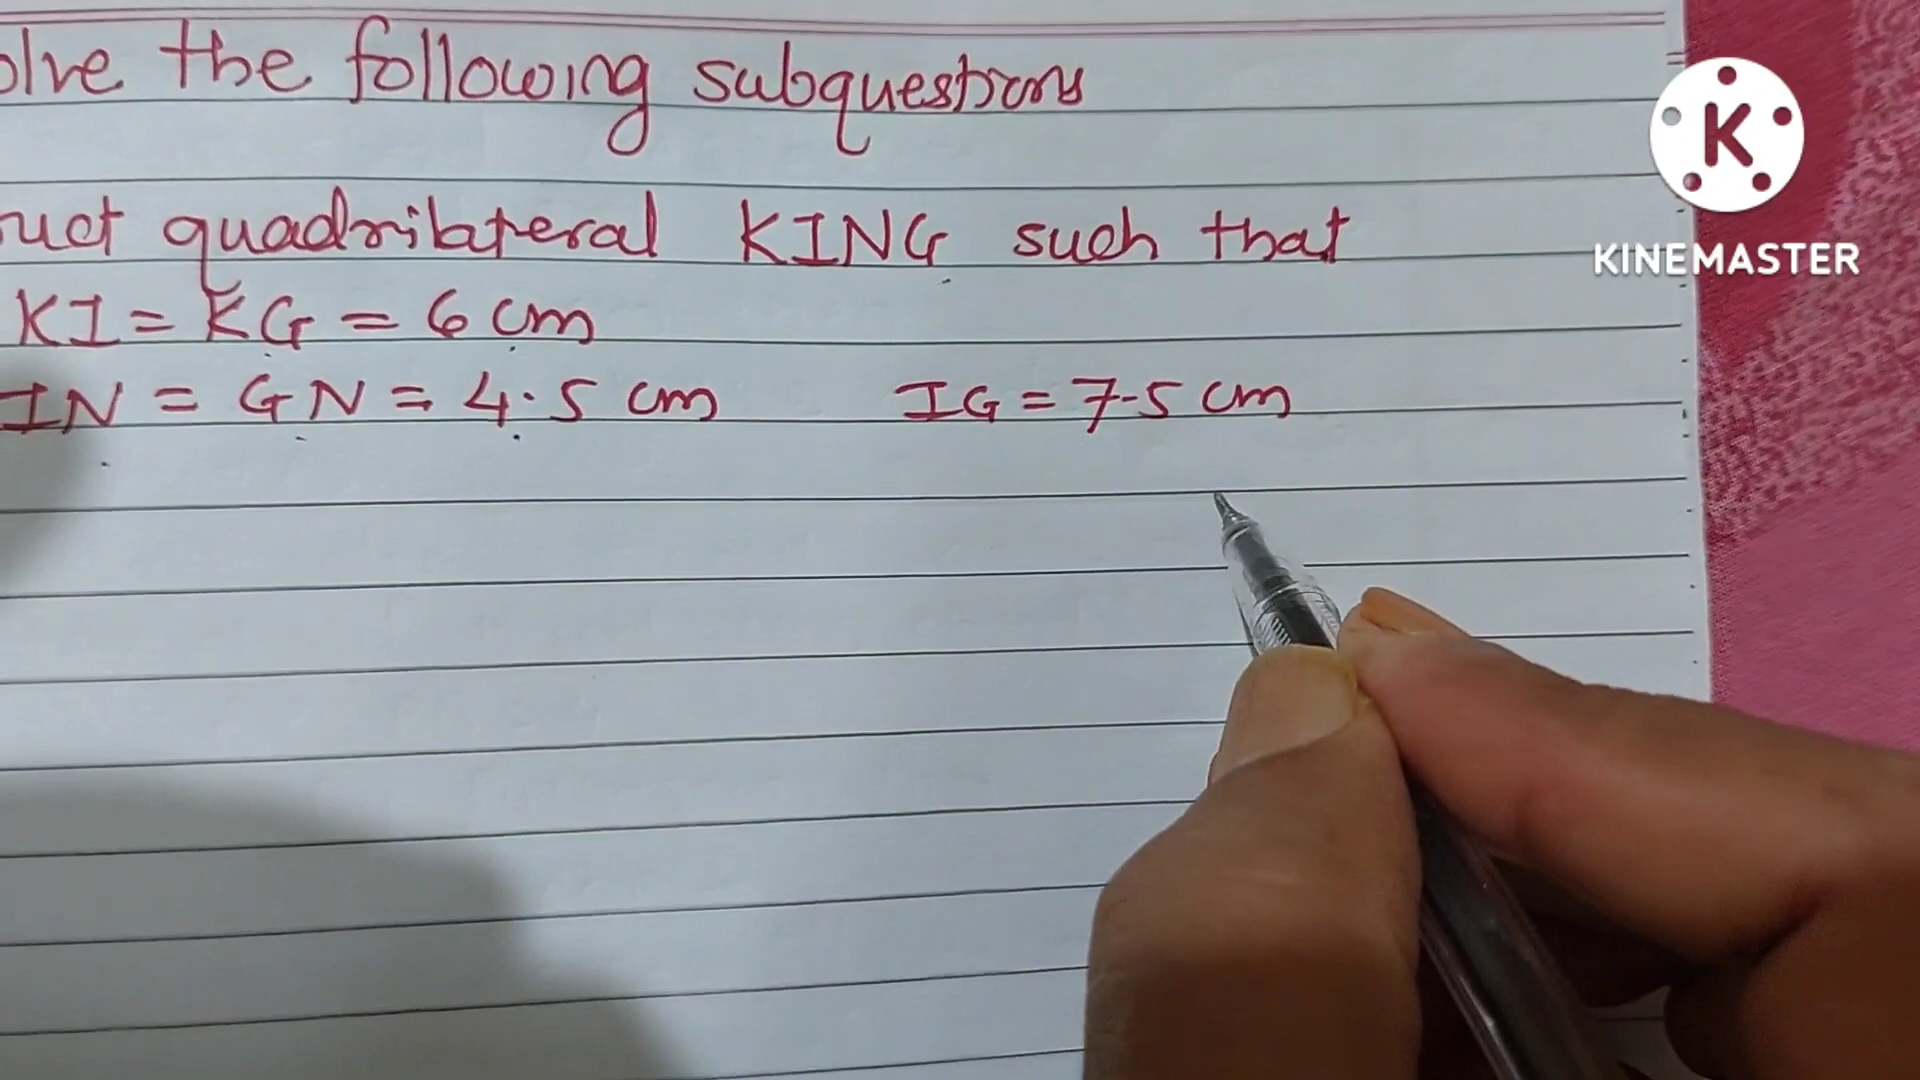 olve the following subquestions
K
KINEMASTER
ruct quadrilateral KING such that
KI = KG = 6 cm
IN = GN = 4.5 cm IG = 7.5 cm